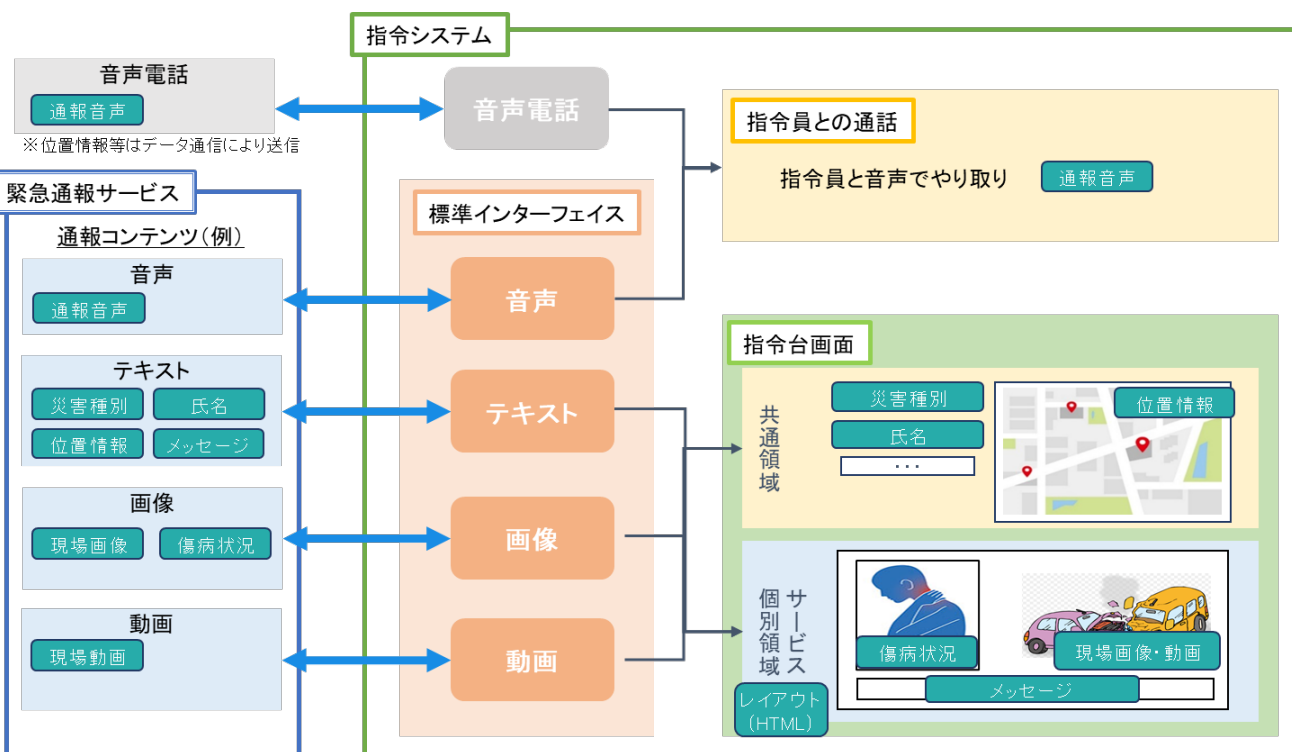 指令システム
音声電話
通報音声
※位置情報等はデータ通信により送信
音声電話
緊急通報サービス
通報コンテンツ(例)
音声
通報音声
テキスト
災害種別
氏名
位置情報
メッセージ
画像
現場画像
傷病状況
動画
現場動画
標準インターフェイス
音声
テキスト
画像
動画
指令員との通話
指令員と音声でやり取り
通報音声
指令台画面
共通領域
災害種別
氏名
・・・
位置情報
サービス
個別領域
傷病状況
現場画像・動画
メッセージ
レイアウト
(HTML)